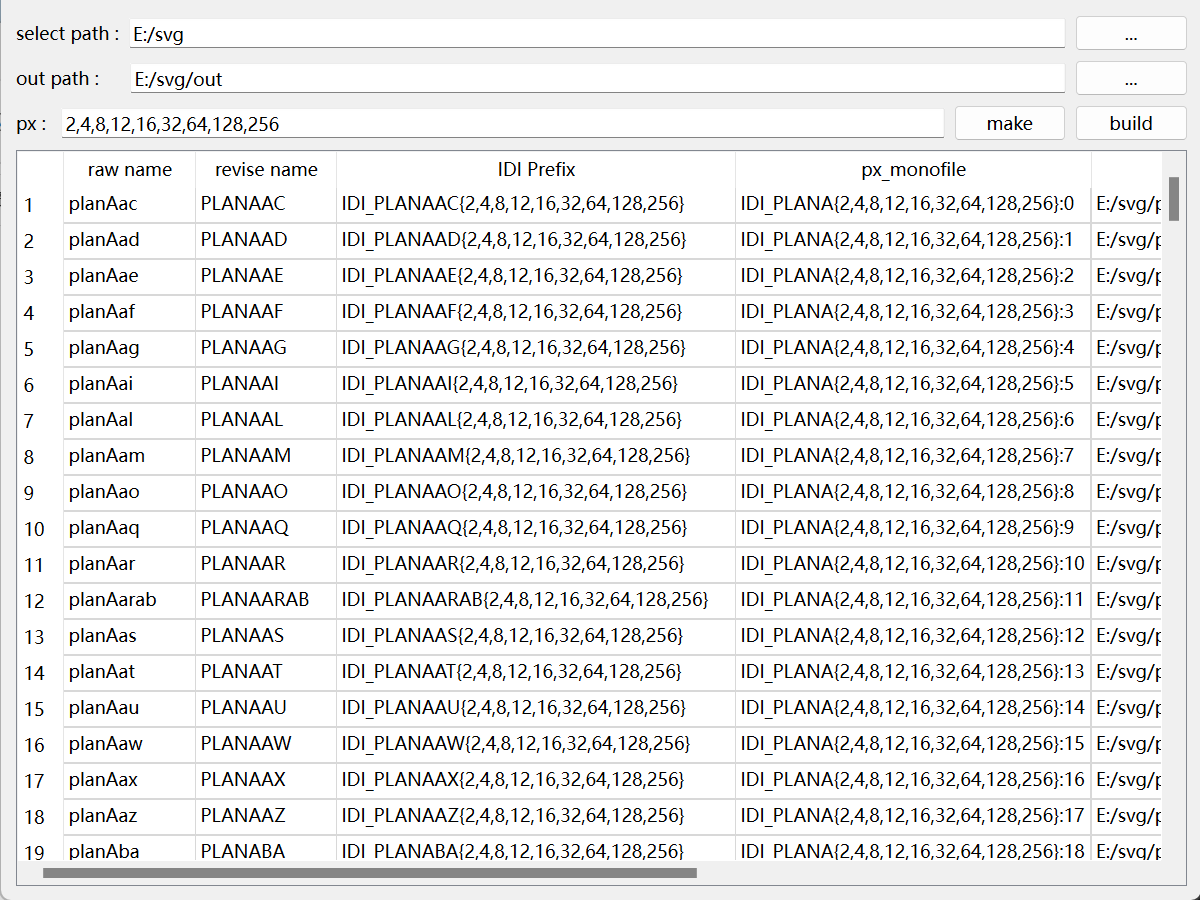 select path : E:/svg ...
out path : E:/svg/out ...
px : 2,4,8,12,16,32,64,128,256 make build
raw name revise name IDI Prefix px_monofile
1 planAac PLANAAC IDI_PLANAAC{2,4,8,12,16,32,64,128,256} IDI_PLANA{2,4,8,12,16,32,64,128,256}:0 E:/svg/p
2 planAad PLANAAD IDI_PLANAAD{2,4,8,12,16,32,64,128,256} IDI_PLANA{2,4,8,12,16,32,64,128,256}:1 E:/svg/p
3 planAae PLANAAE IDI_PLANAAE{2,4,8,12,16,32,64,128,256} IDI_PLANA{2,4,8,12,16,32,64,128,256}:2 E:/svg/p
4 planAaf PLANAAF IDI_PLANAAF{2,4,8,12,16,32,64,128,256} IDI_PLANA{2,4,8,12,16,32,64,128,256}:3 E:/svg/p
5 planAag PLANAAG IDI_PLANAAG{2,4,8,12,16,32,64,128,256} IDI_PLANA{2,4,8,12,16,32,64,128,256}:4 E:/svg/p
6 planAai PLANAAI IDI_PLANAAI{2,4,8,12,16,32,64,128,256} IDI_PLANA{2,4,8,12,16,32,64,128,256}:5 E:/svg/p
7 planAal PLANAAL IDI_PLANAAL{2,4,8,12,16,32,64,128,256} IDI_PLANA{2,4,8,12,16,32,64,128,256}:6 E:/svg/p
8 planAam PLANAAM IDI_PLANAAM{2,4,8,12,16,32,64,128,256} IDI_PLANA{2,4,8,12,16,32,64,128,256}:7 E:/svg/p
9 planAao PLANAAO IDI_PLANAAO{2,4,8,12,16,32,64,128,256} IDI_PLANA{2,4,8,12,16,32,64,128,256}:8 E:/svg/p
10 planAaq PLANAAQ IDI_PLANAAQ{2,4,8,12,16,32,64,128,256} IDI_PLANA{2,4,8,12,16,32,64,128,256}:9 E:/svg/p
11 planAar PLANAAR IDI_PLANAAR{2,4,8,12,16,32,64,128,256} IDI_PLANA{2,4,8,12,16,32,64,128,256}:10 E:/svg/p
12 planAarab PLANAARAB IDI_PLANAARAB{2,4,8,12,16,32,64,128,256} IDI_PLANA{2,4,8,12,16,32,64,128,256}:11 E:/svg/p
13 planAas PLANAAS IDI_PLANAAS{2,4,8,12,16,32,64,128,256} IDI_PLANA{2,4,8,12,16,32,64,128,256}:12 E:/svg/p
14 planAat PLANAAT IDI_PLANAAT{2,4,8,12,16,32,64,128,256} IDI_PLANA{2,4,8,12,16,32,64,128,256}:13 E:/svg/p
15 planAau PLANAAU IDI_PLANAAU{2,4,8,12,16,32,64,128,256} IDI_PLANA{2,4,8,12,16,32,64,128,256}:14 E:/svg/p
16 planAaw PLANAAW IDI_PLANAAW{2,4,8,12,16,32,64,128,256} IDI_PLANA{2,4,8,12,16,32,64,128,256}:15 E:/svg/p
17 planAax PLANAAX IDI_PLANAAX{2,4,8,12,16,32,64,128,256} IDI_PLANA{2,4,8,12,16,32,64,128,256}:16 E:/svg/p
18 planAaz PLANAAZ IDI_PLANAAZ{2,4,8,12,16,32,64,128,256} IDI_PLANA{2,4,8,12,16,32,64,128,256}:17 E:/svg/p
19 planAba PLANABA IDI_PLANABA{2,4,8,12,16,32,64,128,256} IDI_PLANA{2,4,8,12,16,32,64,128,256}:18 E:/svg/p